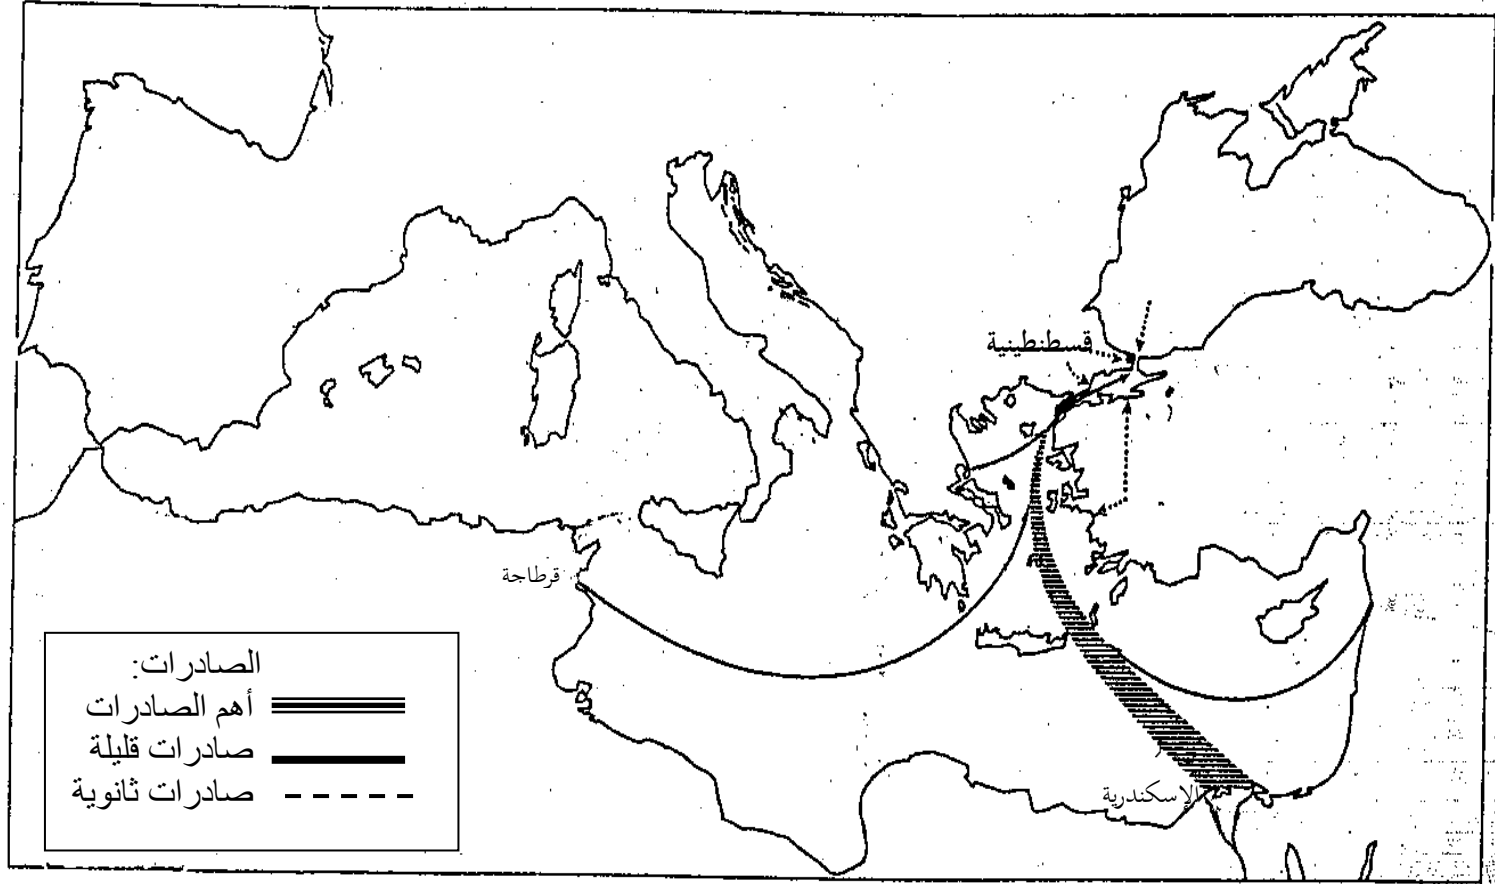 قسطنطينية
قرطاجة
الإسكندرية
الصادرات:
أهم الصادرات
صادرات قليلة
صادرات ثانوية